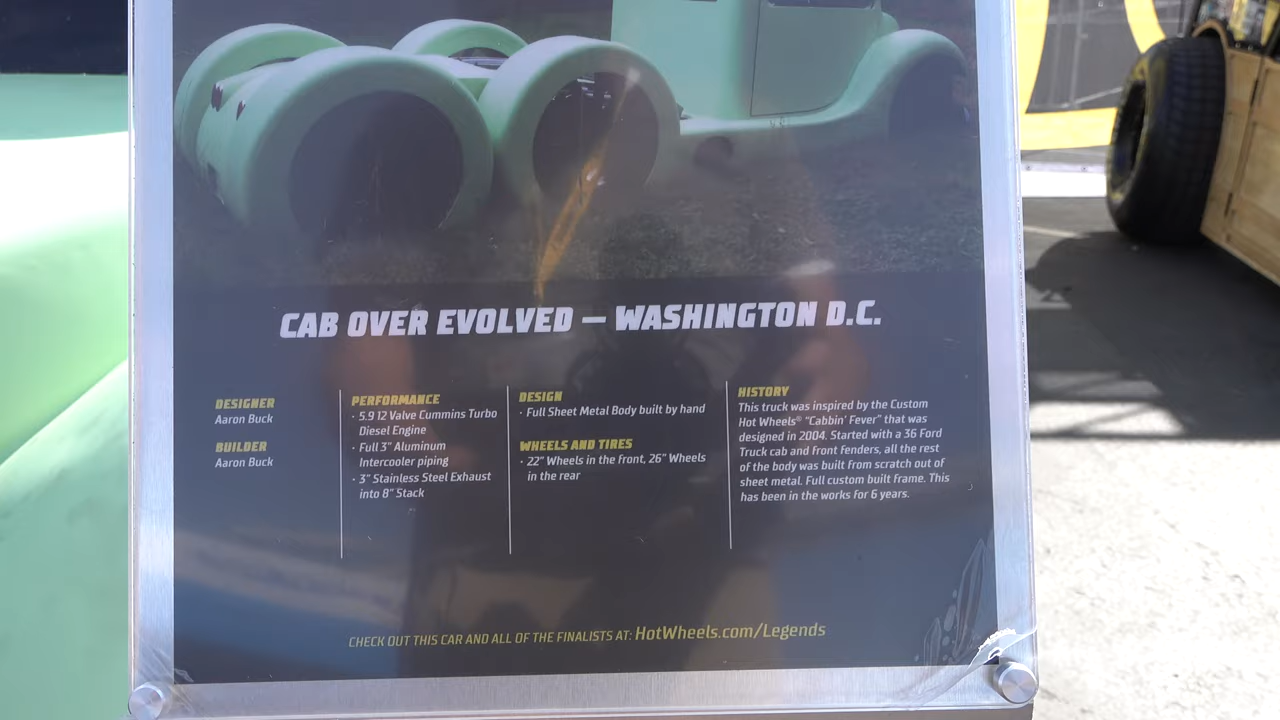 CAB OVER EVOLVED – WASHINGTON D.C.
DESIGNER
Aaron Buck
BUILDER
Aaron Buck
PERFORMANCE
· 5.9 12 Valve Cummins Turbo
Diesel Engine
· Full 3" Aluminum
Intercooler piping
· 3" Stainless Steel Exhaust
into 8" Stack
DESIGN
· Full Sheet Metal Body built by hand
WHEELS AND TIRES
· 22" Wheels in the front, 26" Wheels
in the rear
HISTORY
This truck was inspired by the Custom
Hot Wheels® "Cabbin' Fever" that was
designed in 2004. Started with a 36 Ford
Truck cab and front fenders, all the rest
of the body was built from scratch out of
sheet metal. Full custom built frame. This
has been in the works for 6 years.
CHECK OUT THIS CAR AND ALL OF THE FINALISTS AT: HotWheels.com/Legends